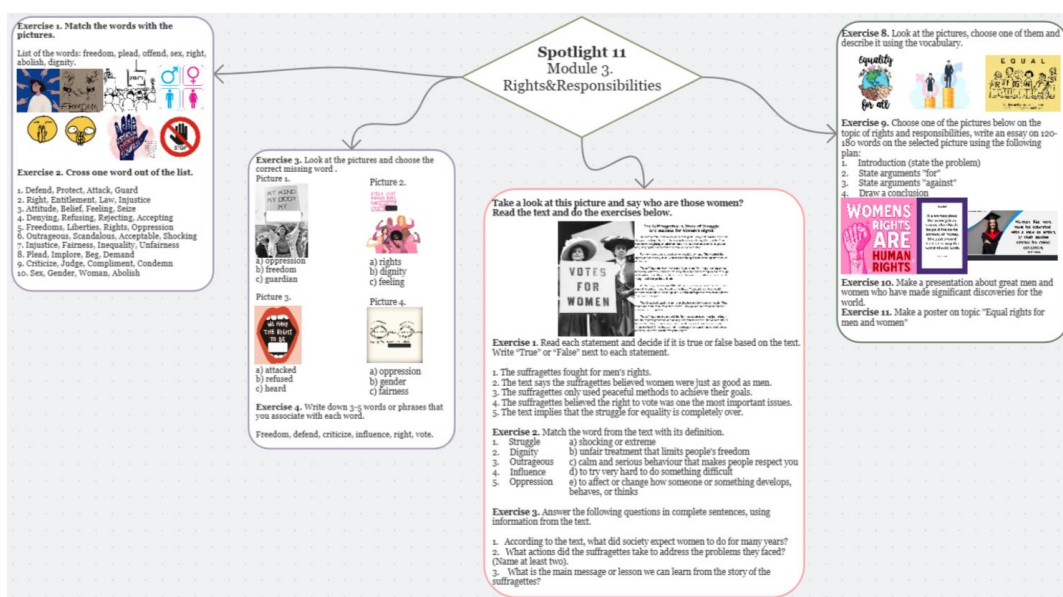 Spotlight 11
Module 3.
Rights&Responsibilities
Exercise 1. Match the words with the
pictures.
List of the words: freedom, plead, offend, sex, right,
abolish, dignity.
FREEDOM
STOP
Exercise 2. Cross one word out of the list.
1. Defend, Protect, Attack, Guard
2. Right, Entitlement, Law, Injustice
3. Attitude, Belief, Feeling, Seize
4. Denying, Refusing, Rejecting, Accepting
5. Freedoms, Liberties, Rights, Oppression
6. Outrageous, Scandalous, Acceptable, Shocking
7. Injustice, Fairness, Inequality, Unfairness
8. Plead, Implore, Beg, Demand
9. Criticize, Judge, Compliment, Condemn
10. Sex, Gender, Woman, Abolish
Exercise 3. Look at the pictures and choose the
correct missing word .
Picture 1.
MY MIND
MY BODY
MY
a) oppression
b) freedom
c) guardian
Picture 2.
a) rights
b) dignity
c) feeling
Picture 3.
WE HAVE
THE RIGHT
TO BE
a) attacked
b) refused
c) heard
Picture 4.
a) oppression
b) gender
c) fairness
Exercise 4. Write down 3-5 words or phrases that
you associate with each word.
Freedom, defend, criticize, influence, right, vote.
Take a look at this picture and say who are those women?
Read the text and do the exercises below.
The Suffragettes: A Story of Struggle
and Success for Women's Rights
VOTES
FOR
WOMEN
Exercise 1. Read each statement and decide if it is true or false based on the text.
Write "True" or "False" next to each statement.
1. The suffragettes fought for men's rights.
2. The text says the suffragettes believed women were just as good as men.
3. The suffragettes only used peaceful methods to achieve their goals.
4. The suffragettes believed the right to vote was one the most important issues.
5. The text implies that the struggle for equality is completely over.
Exercise 2. Match the word from the text with its definition.
1. Struggle a) shocking or extreme
2. Dignity b) unfair treatment that limits people's freedom
3. Outrageous c) calm and serious behaviour that makes people respect you
4. Influence d) to try very hard to do something difficult
5. Oppression e) to affect or change how someone or something develops,
behaves, or thinks
Exercise 3. Answer the following questions in complete sentences, using
information from the text.
1. According to the text, what did society expect women to do for many years?
2. What actions did the suffragettes take to address the problems they faced?
(Name at least two).
3. What is the main message or lesson we can learn from the story of the
suffragettes?
Exercise 8. Look at the pictures, choose one of them and
describe it using the vocabulary.
equality
for all
EQUAL
Exercise 9. Choose one of the pictures below on the
topic of rights and responsibilities, write an essay on 120-
180 words on the selected picture using the following
plan:
1. Introduction (state the problem)
2. State arguments "for"
3. State arguments "against"
4. Draw a conclusion
WOMENS
RIGHTS
ARE
HUMAN
RIGHTS
Exercise 10. Make a presentation about great men and
women who have made significant discoveries for the
world.
Exercise 11. Make a poster on topic "Equal rights for
men and women"